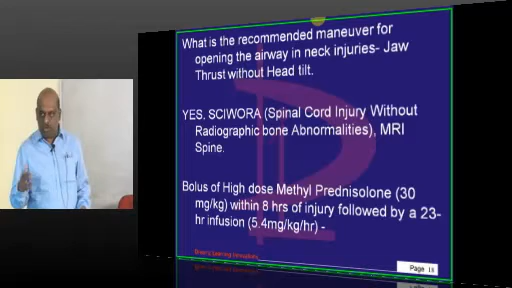 What is the recommended maneuver for
opening the airway in neck injuries- Jaw
Thrust without Head tilt.
YES. SCIWORA (Spinal Cord Injury Without
Radiographic bone Abnormalities), MRI
Spine.
Bolus of High dose Methyl Prednisolone (30
mg/kg) within 8 hrs of injury followed by a 23-
hr infusion (5.4mg/kg/hr) -
Page